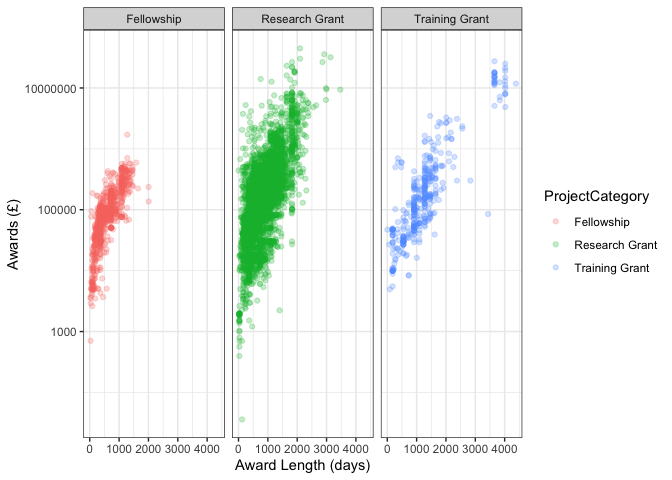 Fellowship Research Grant Training Grant
10000000
100000
1000
Awards (£)
0 1000 2000 3000 4000 0 1000 2000 3000 4000 0 1000 2000 3000 4000
Award Length (days)
ProjectCategory
Fellowship
Research Grant
Training Grant